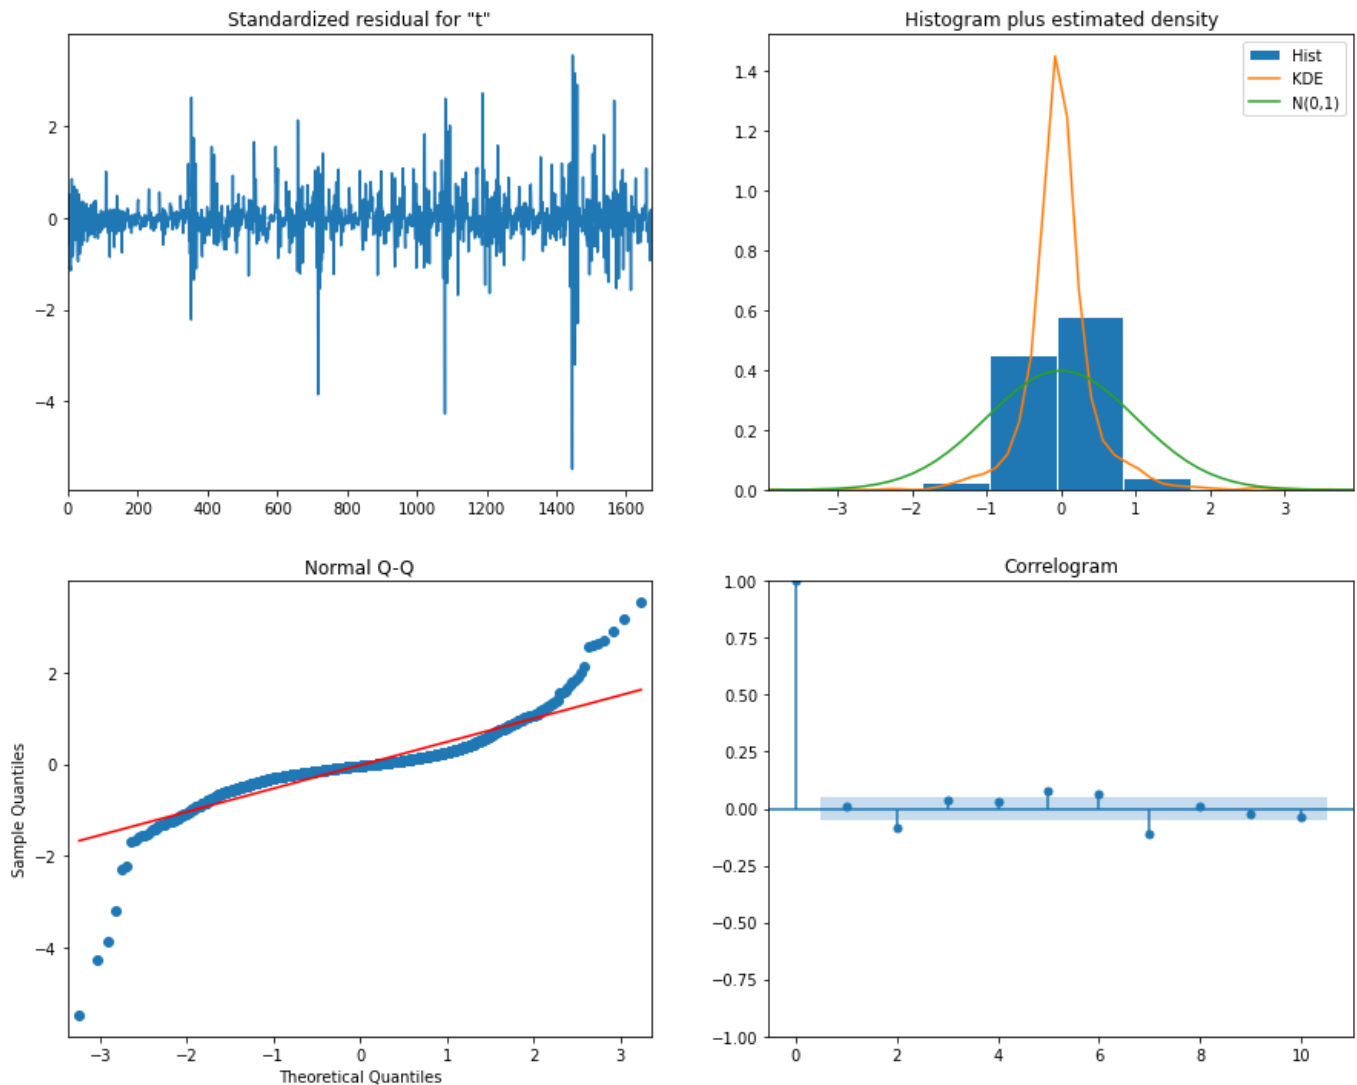 Standardized residual for "t"
2
0
−2
−4
0 200 400 600 800 1000 1200 1400 1600
Histogram plus estimated density
Hist
KDE
N(0,1)
1.4
1.2
1.0
0.8
0.6
0.4
0.2
0.0
−3 −2 −1 0 1 2 3
Normal Q-Q
Sample Quantiles
2
0
−2
−4
−3 −2 −1 0 1 2 3
Theoretical Quantiles
Correlogram
1.00
0.75
0.50
0.25
0.00
−0.25
−0.50
−0.75
−1.00
0 2 4 6 8 10